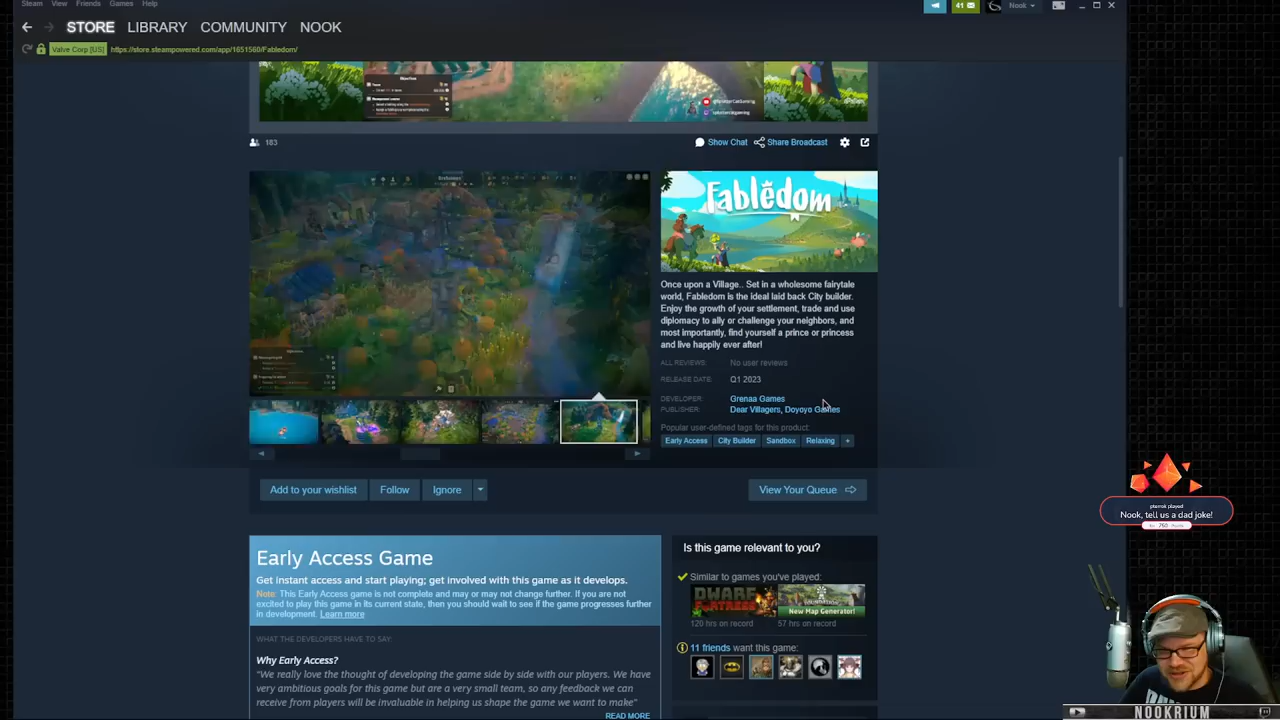 Steam View Friends Games Help
41
Nook
STORE LIBRARY COMMUNITY NOOK
Valve Corp [US] https://store.steampowered.com/app/1651560/Fabledom/
183
Show Chat Share Broadcast
Fabledom
Once upon a Village.. Set in a wholesome fairytale
world, Fabledom is the ideal laid back City builder.
Enjoy the growth of your settlement, trade and use
diplomacy to ally or challenge your neighbors, and
most importantly, find yourself a prince or princess
and live happily ever after!
ALL REVIEWS: No user reviews
RELEASE DATE: Q1 2023
DEVELOPER: Grenaa Games
PUBLISHER: Dear Villagers, Doyoyo Games
Popular user-defined tags for this product:
Early Access City Builder Sandbox Relaxing +
Add to your wishlist Follow Ignore View Your Queue
Early Access Game
Get instant access and start playing; get involved with this game as it develops.
Note: This Early Access game is not complete and may or may not change further. If you are
not excited to play this game in its current state, then you should wait to see if the game progresses further
in development. Learn more
WHAT THE DEVELOPERS HAVE TO SAY:
Why Early Access?
"We really love the thought of developing the game side by side with our players. We have
very ambitious goals for this game but are a very small team, so any feedback we can
receive from players will be invaluable in helping us shape the game we want to make"
READ MORE
Is this game relevant to you?
Similar to games you've played:
DWARF FORTRESS
New Map Generator!
120 hrs on record 57 hrs on record
11 friends want this game:
played
Nook, tell us a dad joke!
750
NOOKRIUM